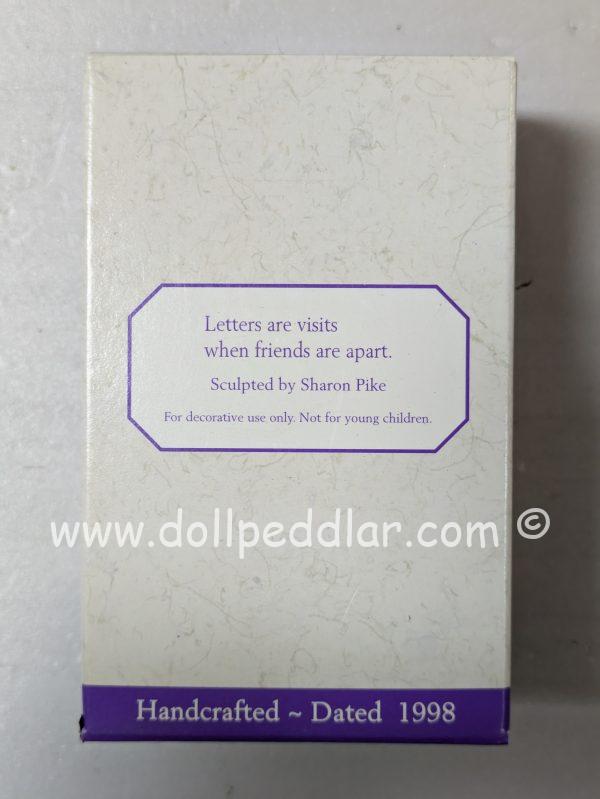 Letters are visits
when friends are apart.
Sculpted by Sharon Pike
For decorative use only. Not for young children.
www.dollpeddlar.com ©
Handcrafted ~ Dated 1998